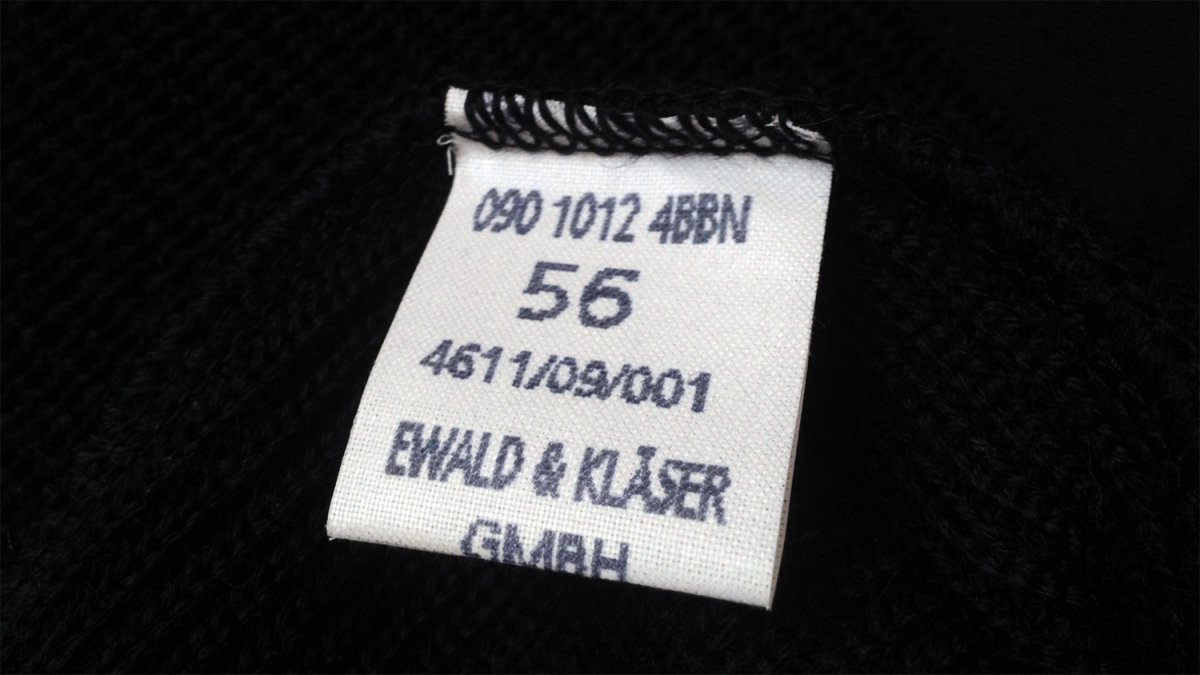 090 1012 4BBN
56
4611/09/001
EWALD & KLÄSER
GMBH